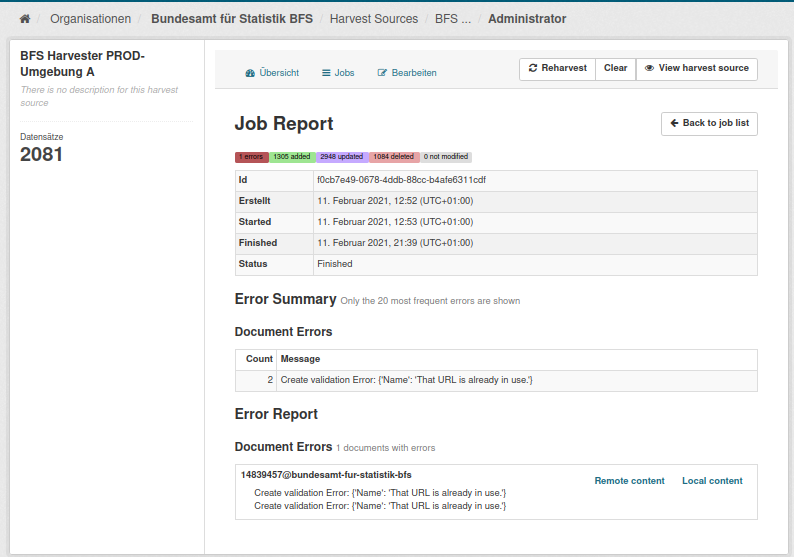 Organisationen / Bundesamt für Statistik BFS / Harvest Sources / BFS ... / Administrator
BFS Harvester PROD-
Umgebung A
There is no description for this harvest
source
Datensätze
2081
Übersicht Jobs Bearbeiten
Reharvest Clear View harvest source
Job Report
Back to job list
1 errors 1305 added 2948 updated 1084 deleted 0 not modified
Id f0cb7e49-0678-4ddb-88cc-b4afe6311cdf
Erstellt 11. Februar 2021, 12:52 (UTC+01:00)
Started 11. Februar 2021, 12:53 (UTC+01:00)
Finished 11. Februar 2021, 21:39 (UTC+01:00)
Status Finished
Error Summary Only the 20 most frequent errors are shown
Document Errors
Count Message
2 Create validation Error: {'Name': 'That URL is already in use.'}
Error Report
Document Errors 1 documents with errors
14839457@bundesamt-fur-statistik-bfs
Remote content Local content
Create validation Error: {'Name': 'That URL is already in use.'}
Create validation Error: {'Name': 'That URL is already in use.'}